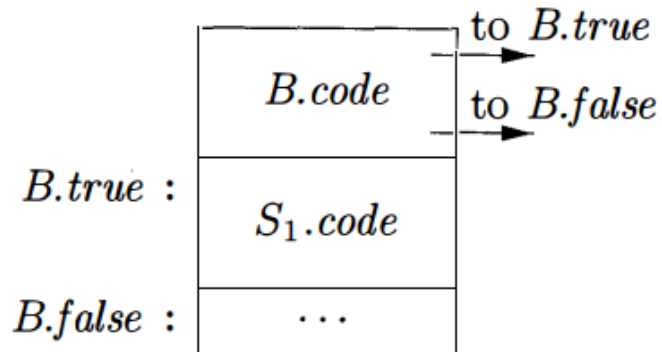 to B.true
B.code
to B.false
B.true :
S₁.code
B.false :
...